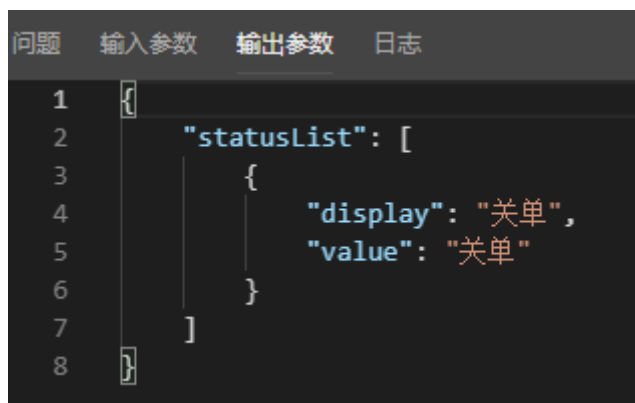 问题 输入参数 输出参数 日志
1 {
2 "statusList": [
3 {
4 "display": "关单",
5 "value": "关单"
6 }
7 ]
8 }